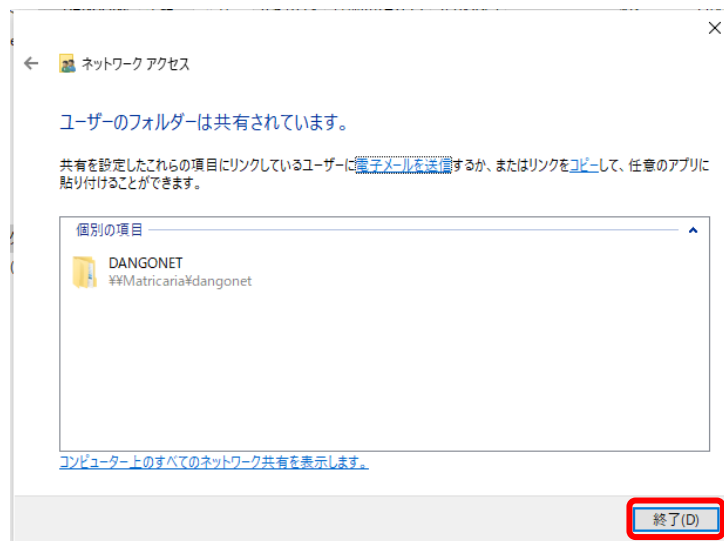 ネットワーク アクセス
ユーザーのフォルダーは共有されています。
共有を設定したこれらの項目にリンクしているユーザーに電子メールを送信するか、またはリンクをコピーして、任意のアプリに
貼り付けることができます。
個別の項目
DANGONET
¥¥Matricaria¥dangonet
コンピューター上のすべてのネットワーク共有を表示します。
終了(D)